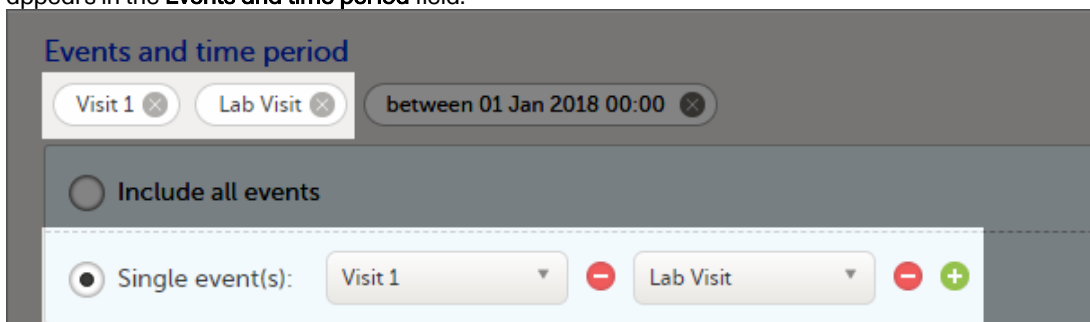 appears in the Events and time period field.
Events and time period
Visit 1 Lab Visit between 01 Jan 2018 00:00
Include all events
Single event(s): Visit 1 Lab Visit